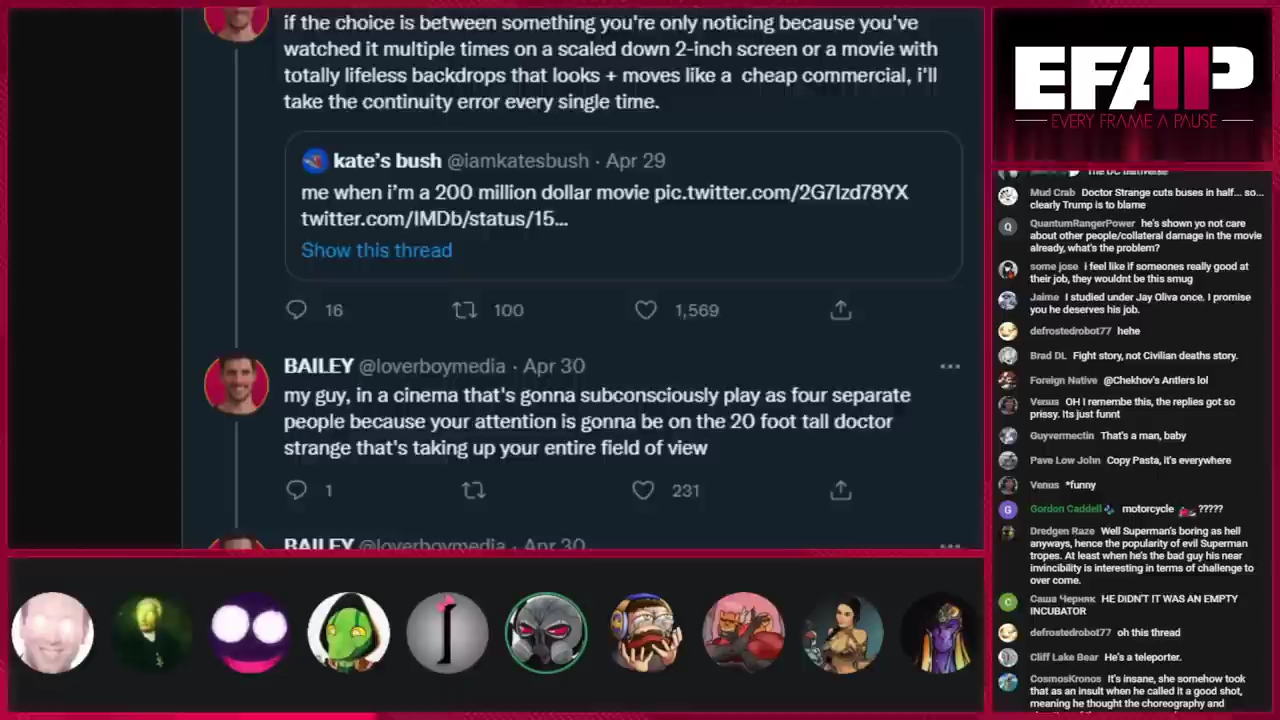 if the choice is between something you're only noticing because you've
watched it multiple times on a scaled down 2-inch screen or a movie with
totally lifeless backdrops that looks + moves like a cheap commercial, i'll
take the continuity error every single time.
kate's bush @iamkatesbush · Apr 29
me when i'm a 200 million dollar movie pic.twitter.com/2G7lzd78YX
twitter.com/IMDb/status/15...
Show this thread
16
100
1,569
BAILEY @loverboymedia · Apr 30
my guy, in a cinema that's gonna subconsciously play as four separate
people because your attention is gonna be on the 20 foot tall doctor
strange that's taking up your entire field of view
1
231
BAILEY @loverboymedia · Apr 30
EFAP
EVERY FRAME A PAUSE
Mud Crab Doctor Strange cuts buses in half... so...
clearly Trump is to blame
QuantumRangerPower he's shown yo not care
about other people/collateral damage in the movie
already, what's the problem?
some jose i feel like if someones really good at
their job, they wouldnt be this smug
Jaime I studied under Jay Oliva once. I promise
you he deserves his job.
defrostedrobot77 hehe
Brad DL Fight story, not Civilian deaths story.
Foreign Native @Chekhov's Antlers lol
Venus OH I remembe this, the replies got so
prissy. Its just funnt
Guyvermectin That's a man, baby
Pave Low John Copy Pasta, it's everywhere
Venus *funny
Gordon Caddell motorcycle ?????
Dredgen Raze Well Superman's boring as hell
anyways, hence the popularity of evil Superman
tropes. At least when he's the bad guy his near
invincibility is interesting in terms of challenge to
over come.
Саша Черняк HE DIDN'T IT WAS AN EMPTY
INCUBATOR
defrostedrobot77 oh this thread
Cliff Lake Bear He's a teleporter.
CosmosKronos It's insane, she somehow took
that as an insult when he called it a good shot,
meaning he thought the choreography and